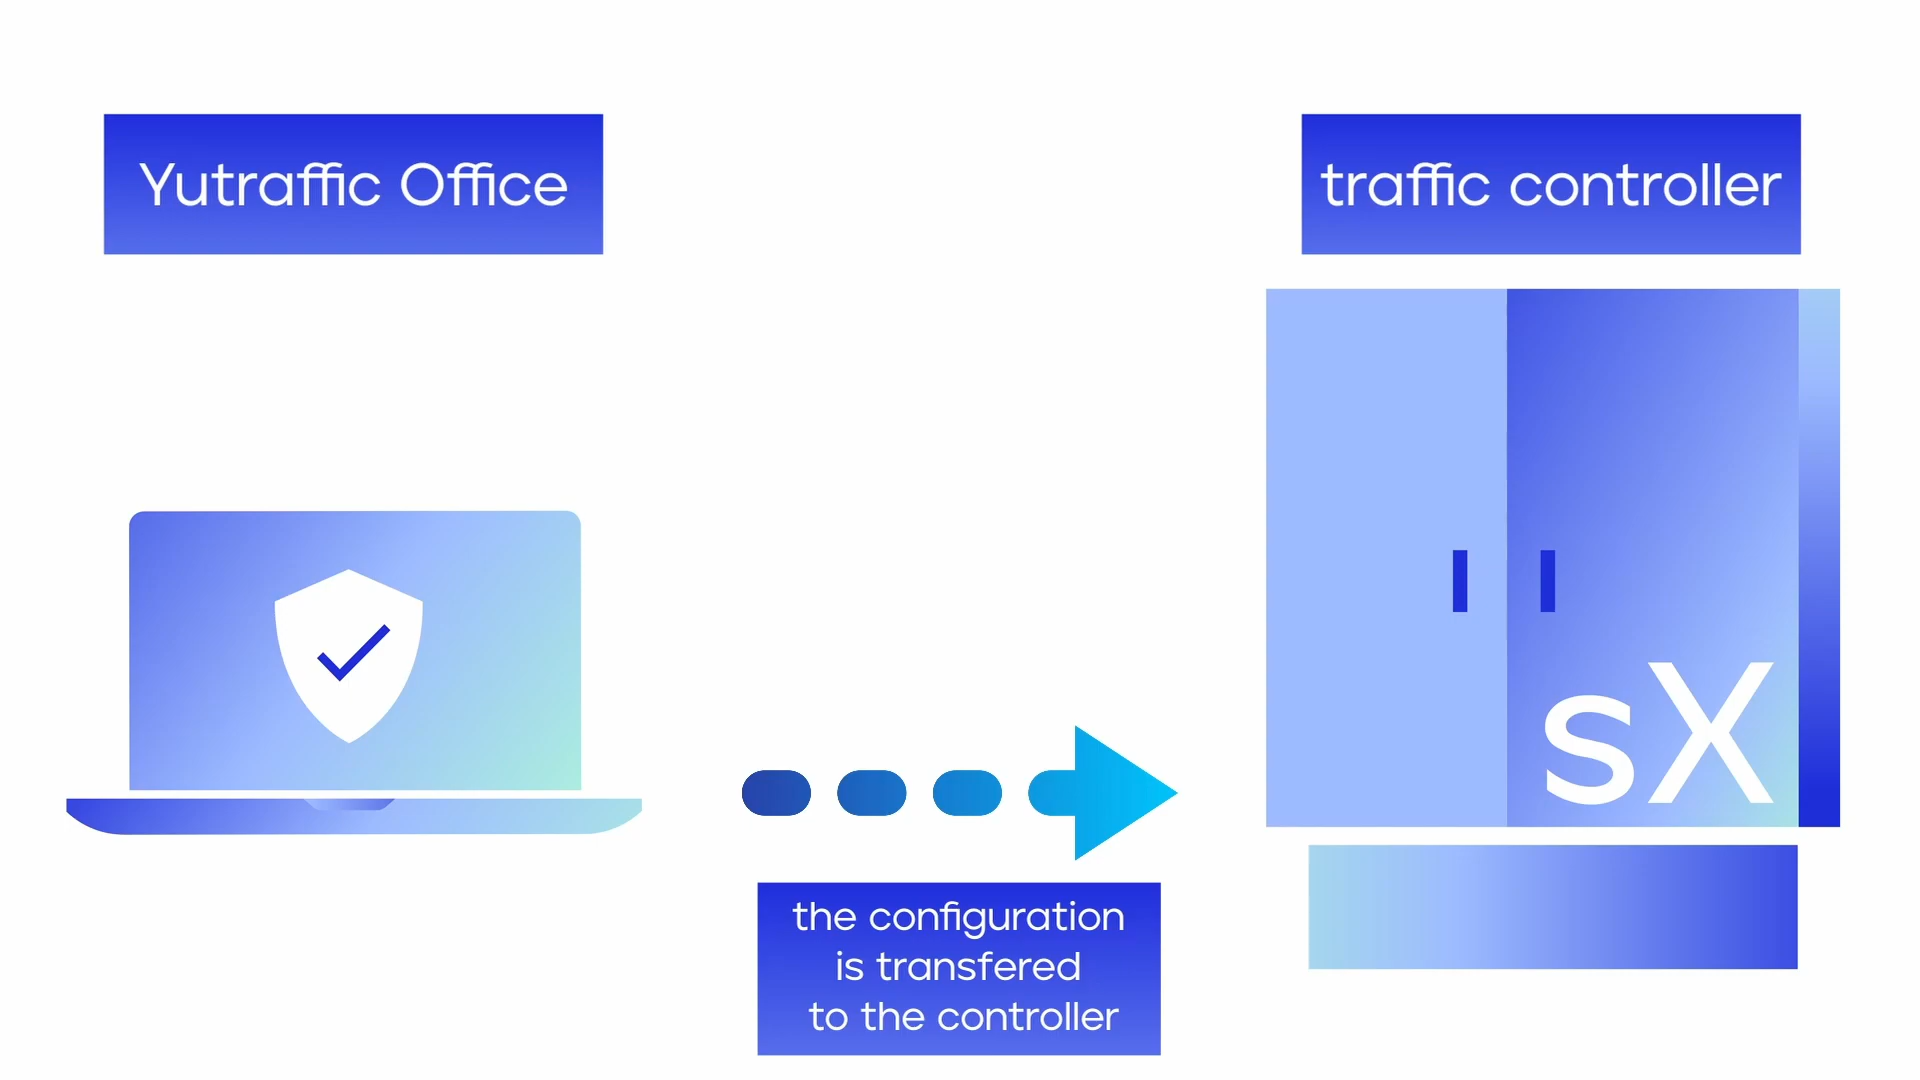 Yutraffic Office
traffic controller
sX
the configuration
is transfered
to the controller